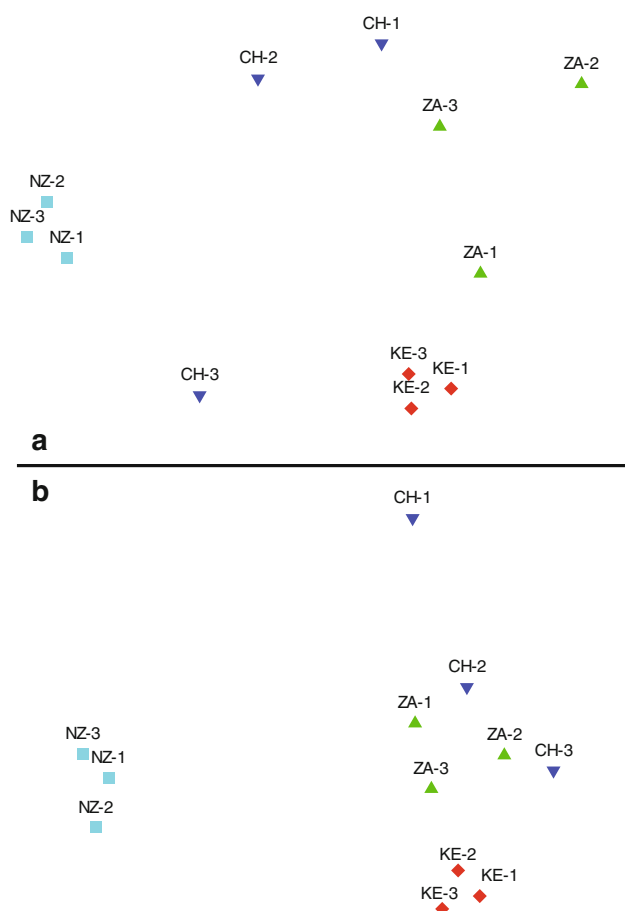 CH-1
CH-2
ZA-2
ZA-3
NZ-2
NZ-3
NZ-1
ZA-1
KE-3
KE-1
CH-3
KE-2
a
b
CH-1
CH-2
ZA-1
NZ-3
ZA-2
NZ-1
CH-3
ZA-3
NZ-2
KE-2
KE-1
KE-3